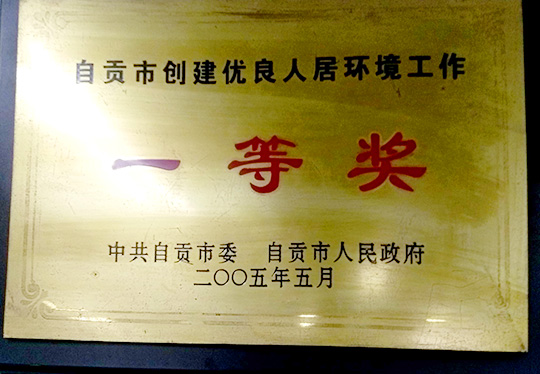 自贡市创建优良人居环境工作
一等奖
中共自贡市委 自贡市人民政府
二〇〇五年五月